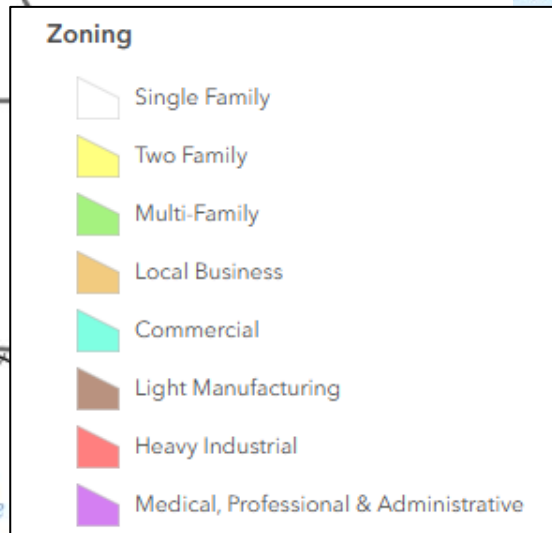 Zoning
Single Family
Two Family
Multi-Family
Local Business
Commercial
Light Manufacturing
Heavy Industrial
Medical, Professional & Administrative